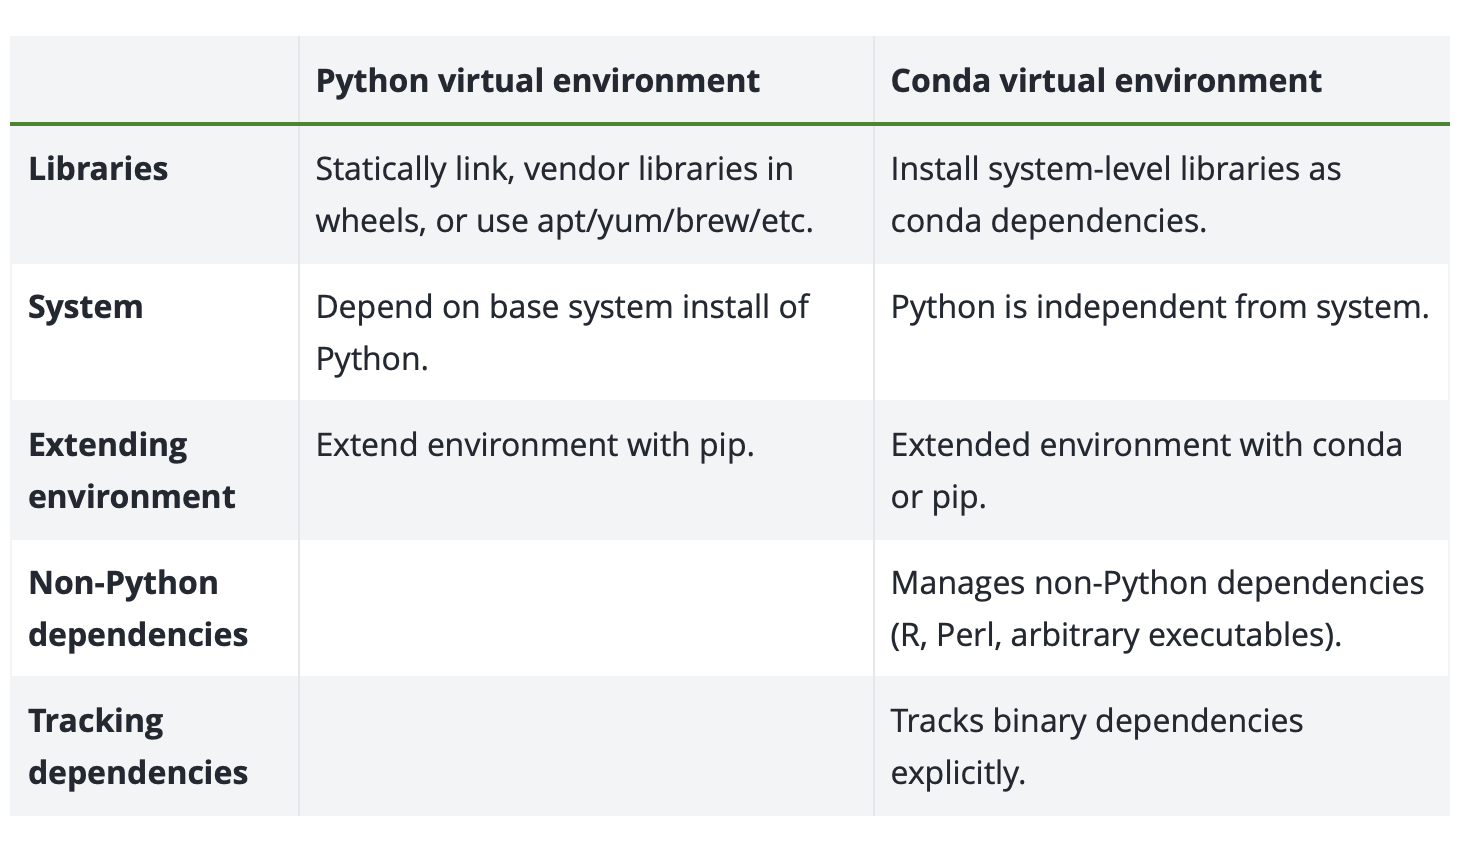 Python virtual environment
Conda virtual environment
Libraries
Statically link, vendor libraries in
wheels, or use apt/yum/brew/etc.
Install system-level libraries as
conda dependencies.
System
Depend on base system install of
Python.
Python is independent from system.
Extending
environment
Extend environment with pip.
Extended environment with conda
or pip.
Non-Python
dependencies
Manages non-Python dependencies
(R, Perl, arbitrary executables).
Tracking
dependencies
Tracks binary dependencies
explicitly.